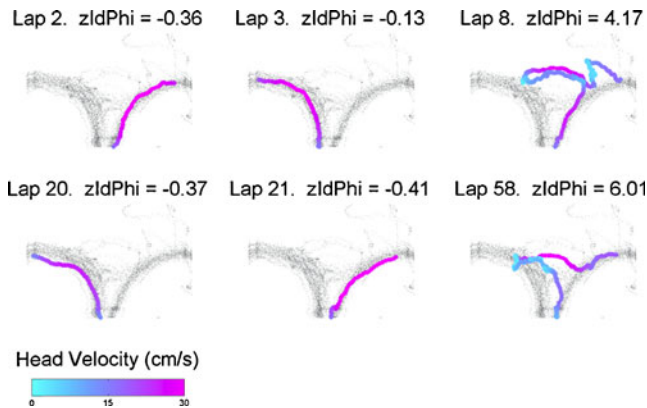 Lap 2. zIdPhi = -0.36
Lap 3. zIdPhi = -0.13
Lap 8. zIdPhi = 4.17
Lap 20. zIdPhi = -0.37
Lap 21. zIdPhi = -0.41
Lap 58. zIdPhi = 6.01
Head Velocity (cm/s)
0 15 30